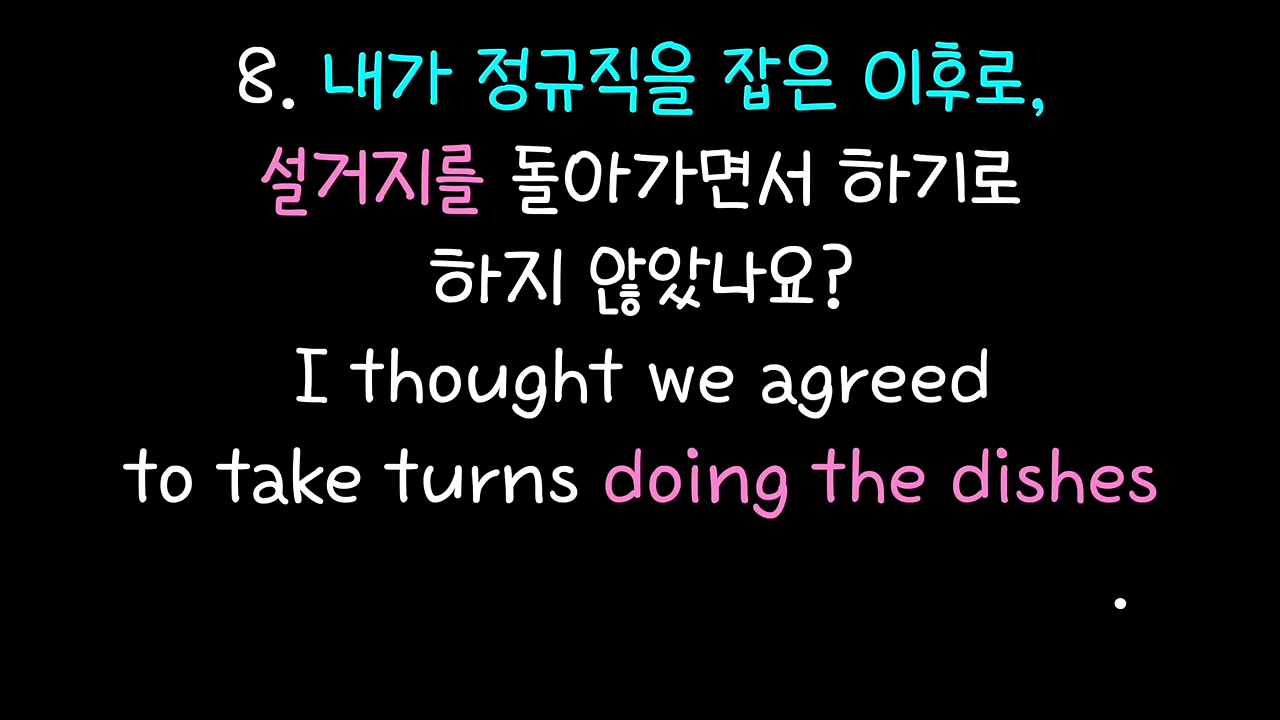 8. 내가 정규직을 잡은 이후로,
설거지를 돌아가면서 하기로
하지 않았나요?
I thought we agreed
to take turns doing the dishes
.